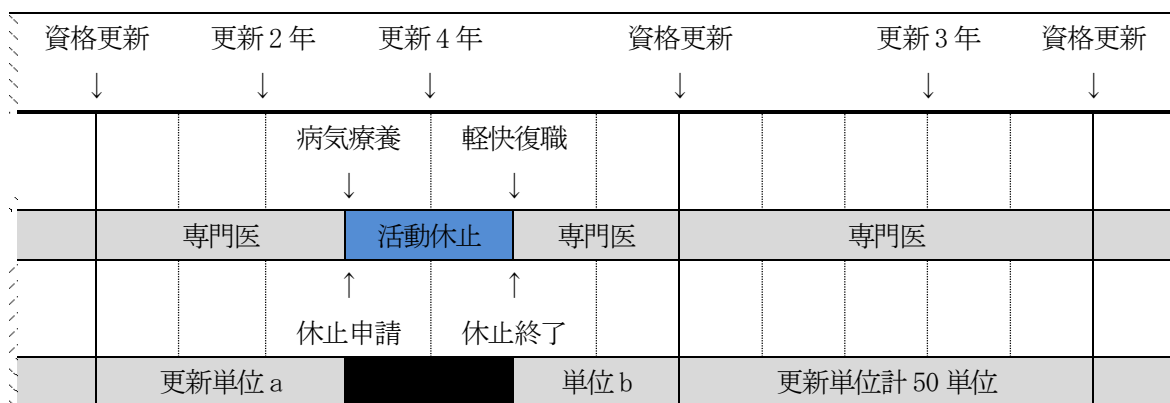 資格更新 更新2年 更新4年 資格更新 更新3年 資格更新
↓ ↓ ↓ ↓ ↓ ↓
病気療養 軽快復職
↓ ↓
専門医 活動休止 専門医 専門医
↑ ↑
休止申請 休止終了
更新単位a 単位b 更新単位計50単位